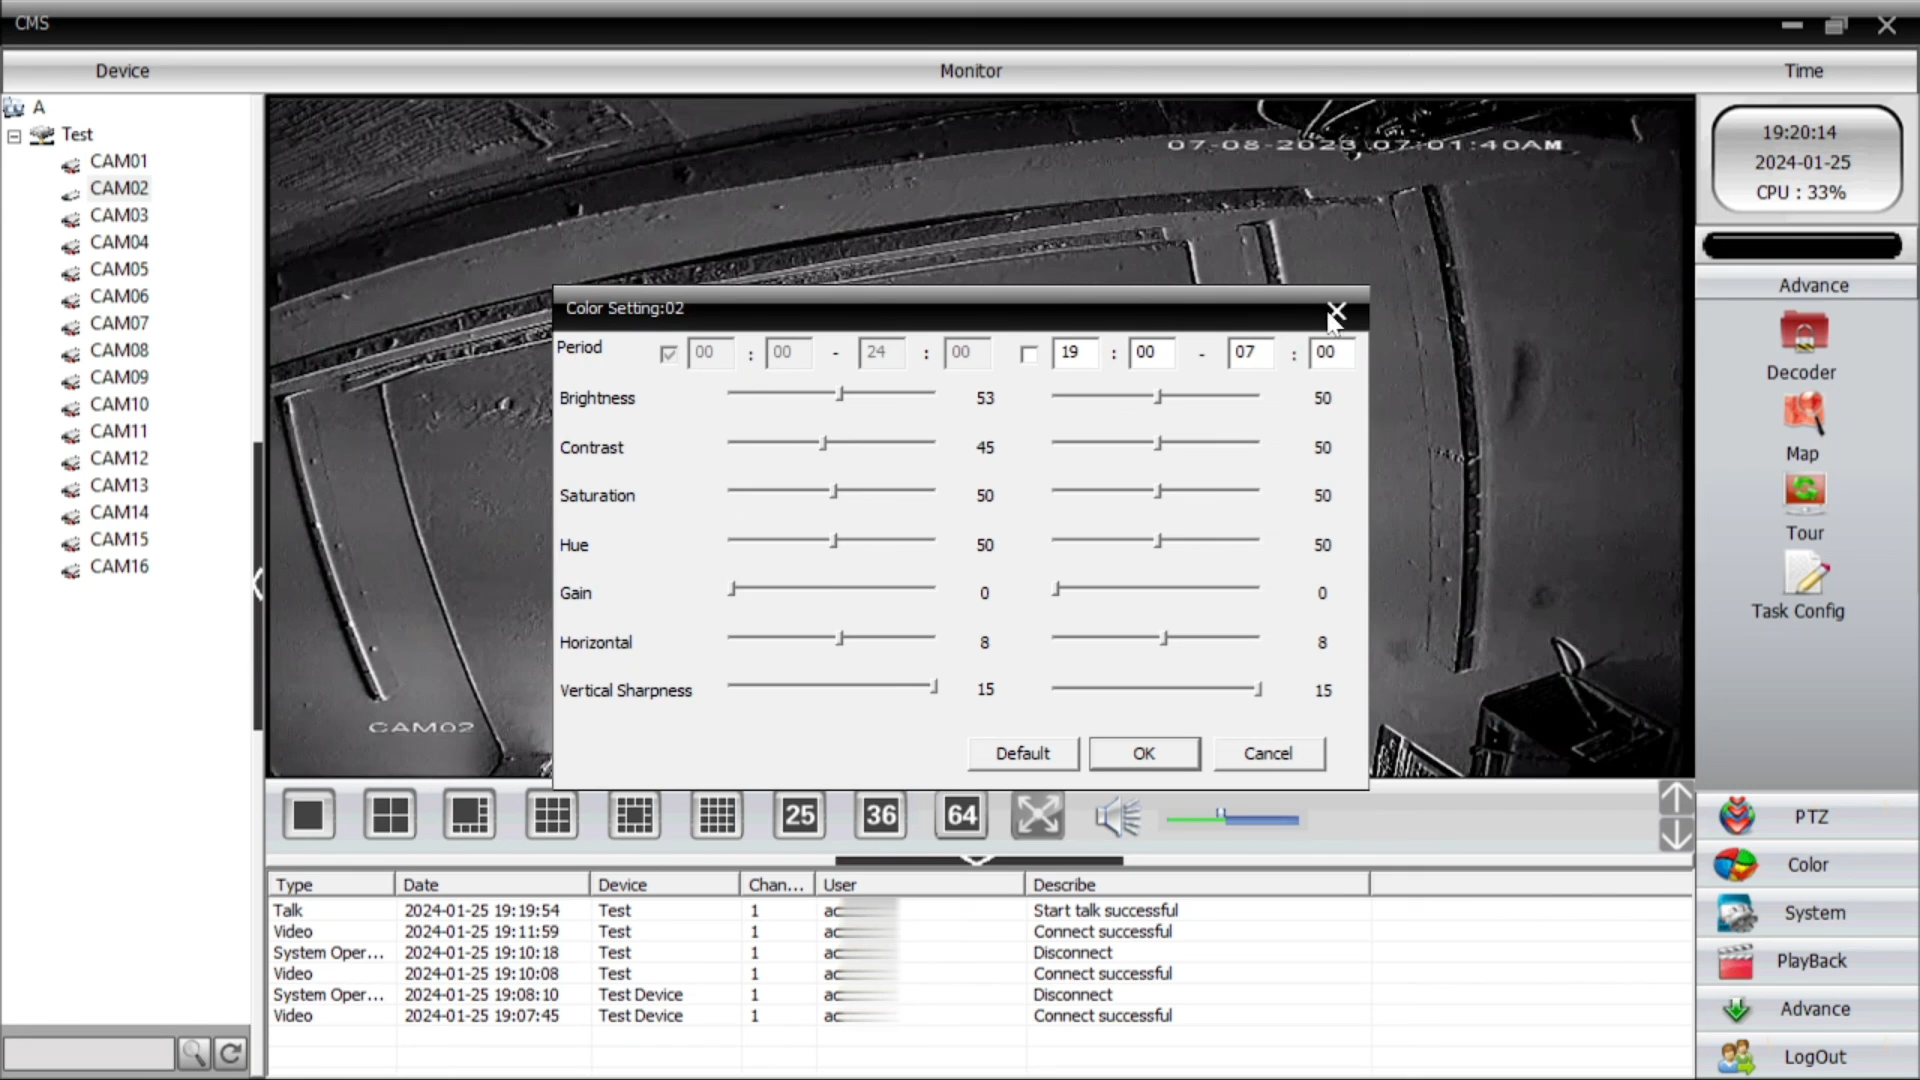 CMS
Device Monitor Time
A
Test
CAM01
CAM02
CAM03
CAM04
CAM05
CAM06
CAM07
CAM08
CAM09
CAM10
CAM11
CAM12
CAM13
CAM14
CAM15
CAM16
07-08-2023 07:01:40AM
CAM02
Color Setting:02
Period 00 : 00 - 24 : 00 19 : 00 - 07 : 00
Brightness 53 50
Contrast 45 50
Saturation 50 50
Hue 50 50
Gain 0 0
Horizontal 8 8
Vertical Sharpness 15 15
Default OK Cancel
25 36 64
Type Date Device Chan... User Describe
Talk 2024-01-25 19:19:54 Test 1 Start talk successful
Video 2024-01-25 19:11:59 Test 1 Connect successful
System Oper... 2024-01-25 19:10:18 Test 1 Disconnect
Video 2024-01-25 19:10:08 Test 1 Connect successful
System Oper... 2024-01-25 19:08:10 Test Device 1 Disconnect
Video 2024-01-25 19:07:45 Test Device 1 Connect successful
19:20:14
2024-01-25
CPU : 33%
Advance
Decoder
Map
Tour
Task Config
PTZ
Color
System
PlayBack
Advance
LogOut